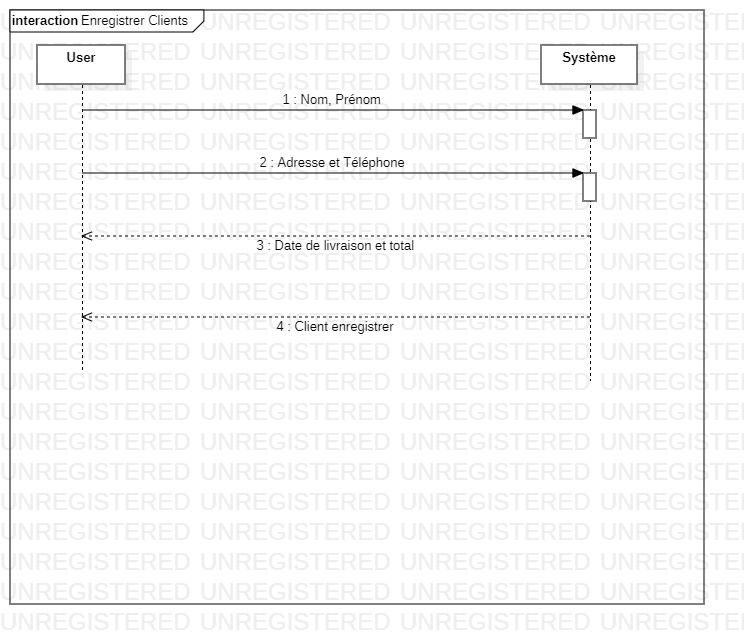 interaction Enregistrer Clients
User
Système
1 : Nom, Prénom
2 : Adresse et Téléphone
3 : Date de livraison et total
4 : Client enregistrer
UNREGISTERED UNREGISTERED UNREGISTERED UNREGISTERED